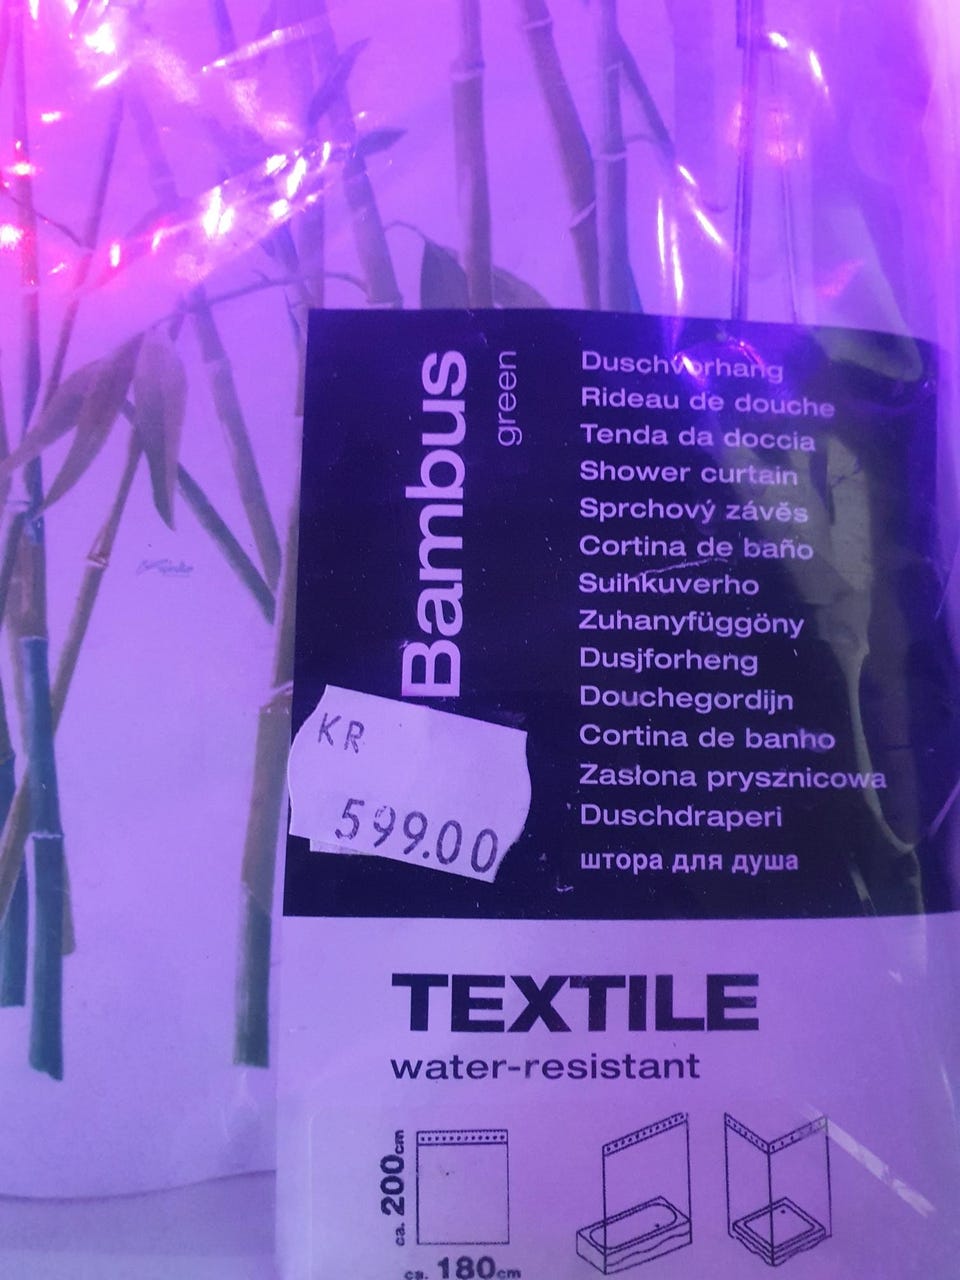 Bambus
green
Duschvorhang
Rideau de douche
Tenda da doccia
Shower curtain
Sprchový závěs
Cortina de baño
Suihkuverho
Zuhanyfüggöny
Dusjforheng
Douchegordijn
Cortina de banho
Zasłona prysznicowa
Duschdraperi
штора для душа
KR
599.00
TEXTILE
water-resistant
ca. 200cm
ca. 180cm